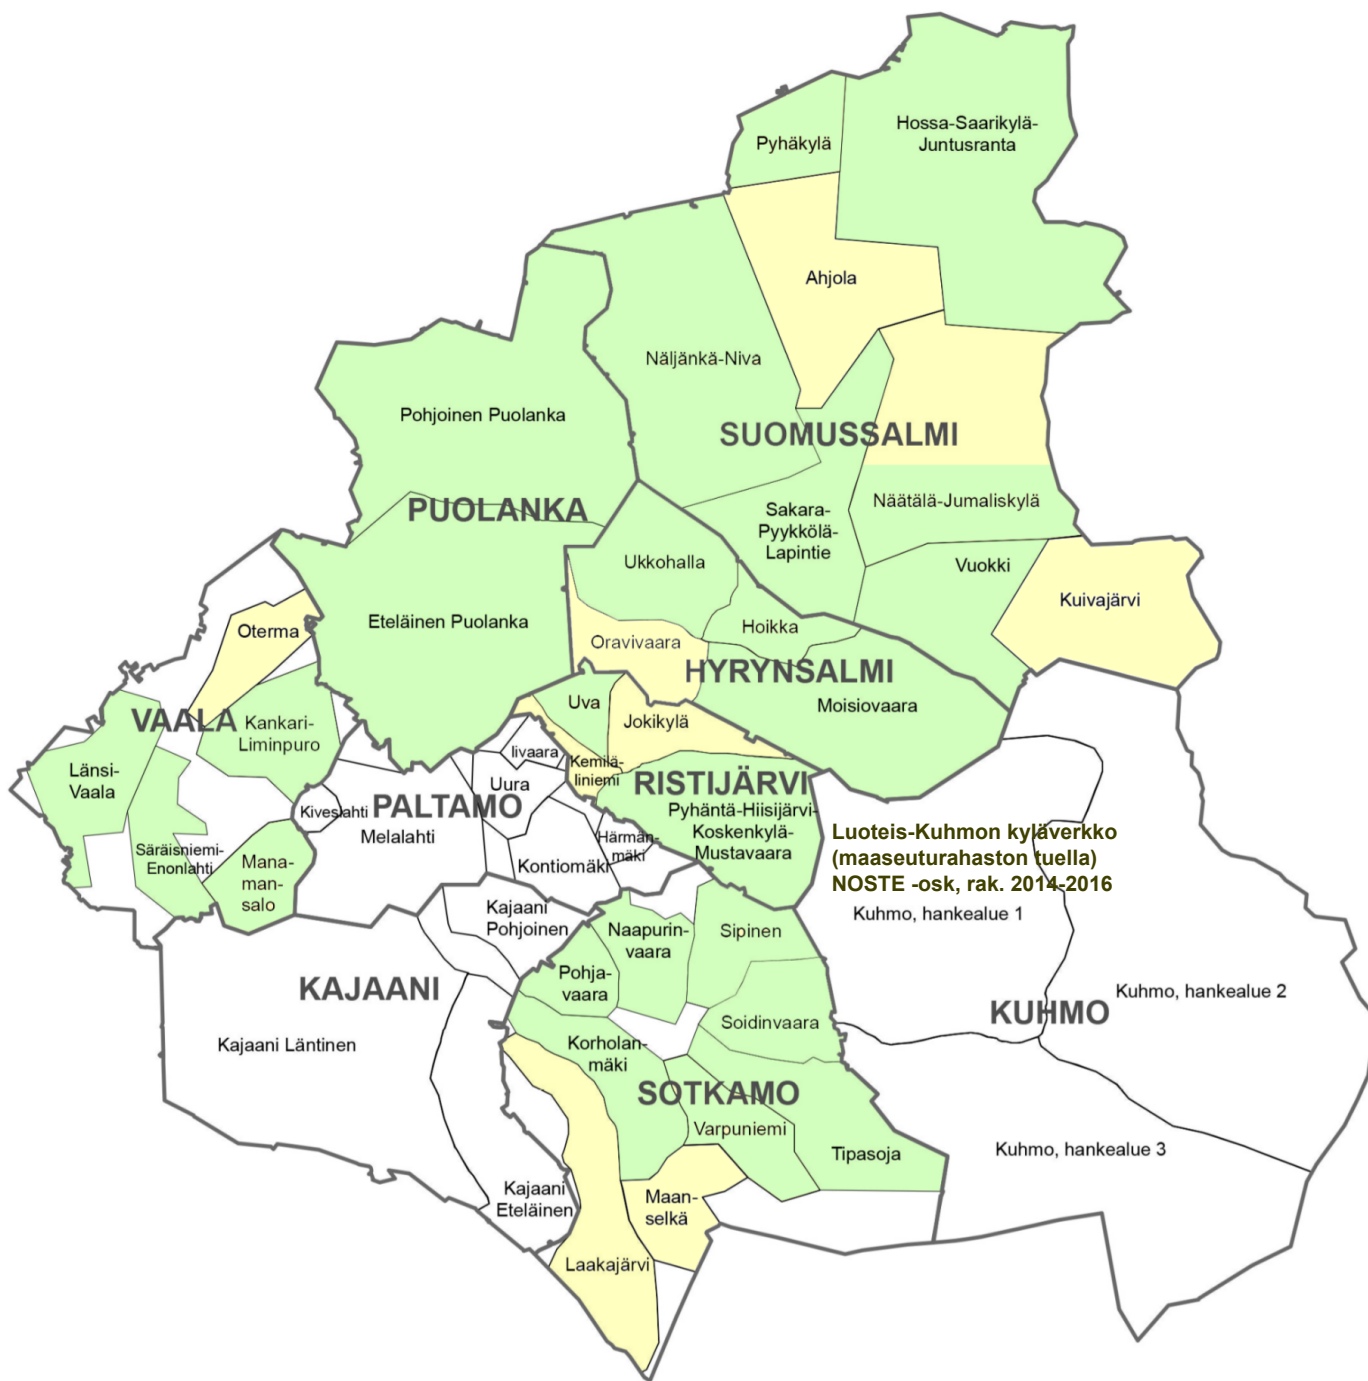 Hossa-Saarikylä-
Juntusranta
Pyhäkylä
Ahjola
Näljänkä-Niva
Pohjoinen Puolanka
SUOMUSSALMI
PUOLANKA
Näätälä-Jumaliskylä
Sakara-
Pyykkölä-
Lapintie
Ukkohalla
Vuokki
Kuivajärvi
Eteläinen Puolanka
Oterma
Hoikka
Oravivaara
HYRYNSALMI
Moisiovaara
Uva
Jokikylä
VAALA
Kankari-
Liminpuro
Iivaara
Kemilä-
liniemi
Länsi-
Vaala
Uura
RISTIJÄRVI
PALTAMO
Kiveslahti
Melalahti
Pyhäntä-Hiisijärvi-
Koskenkylä-
Mustavaara
Härmän-
mäki
Kontiomäki
Luoteis-Kuhmon kyläverkko
(maaseuturahaston tuella)
NOSTE -osk, rak. 2014-2016
Säräisniemi-
Enonlahti
Mana-
man-
salo
Kajaani
Pohjoinen
Naapurin-
vaara
Sipinen
Kuhmo, hankealue 1
Pohja-
vaara
KAJAANI
Kuhmo, hankealue 2
KUHMO
Soidinvaara
Kajaani Läntinen
Korholan-
mäki
SOTKAMO
Varpuniemi
Tipasoja
Kuhmo, hankealue 3
Kajaani
Eteläinen
Maan-
selkä
Laakajärvi